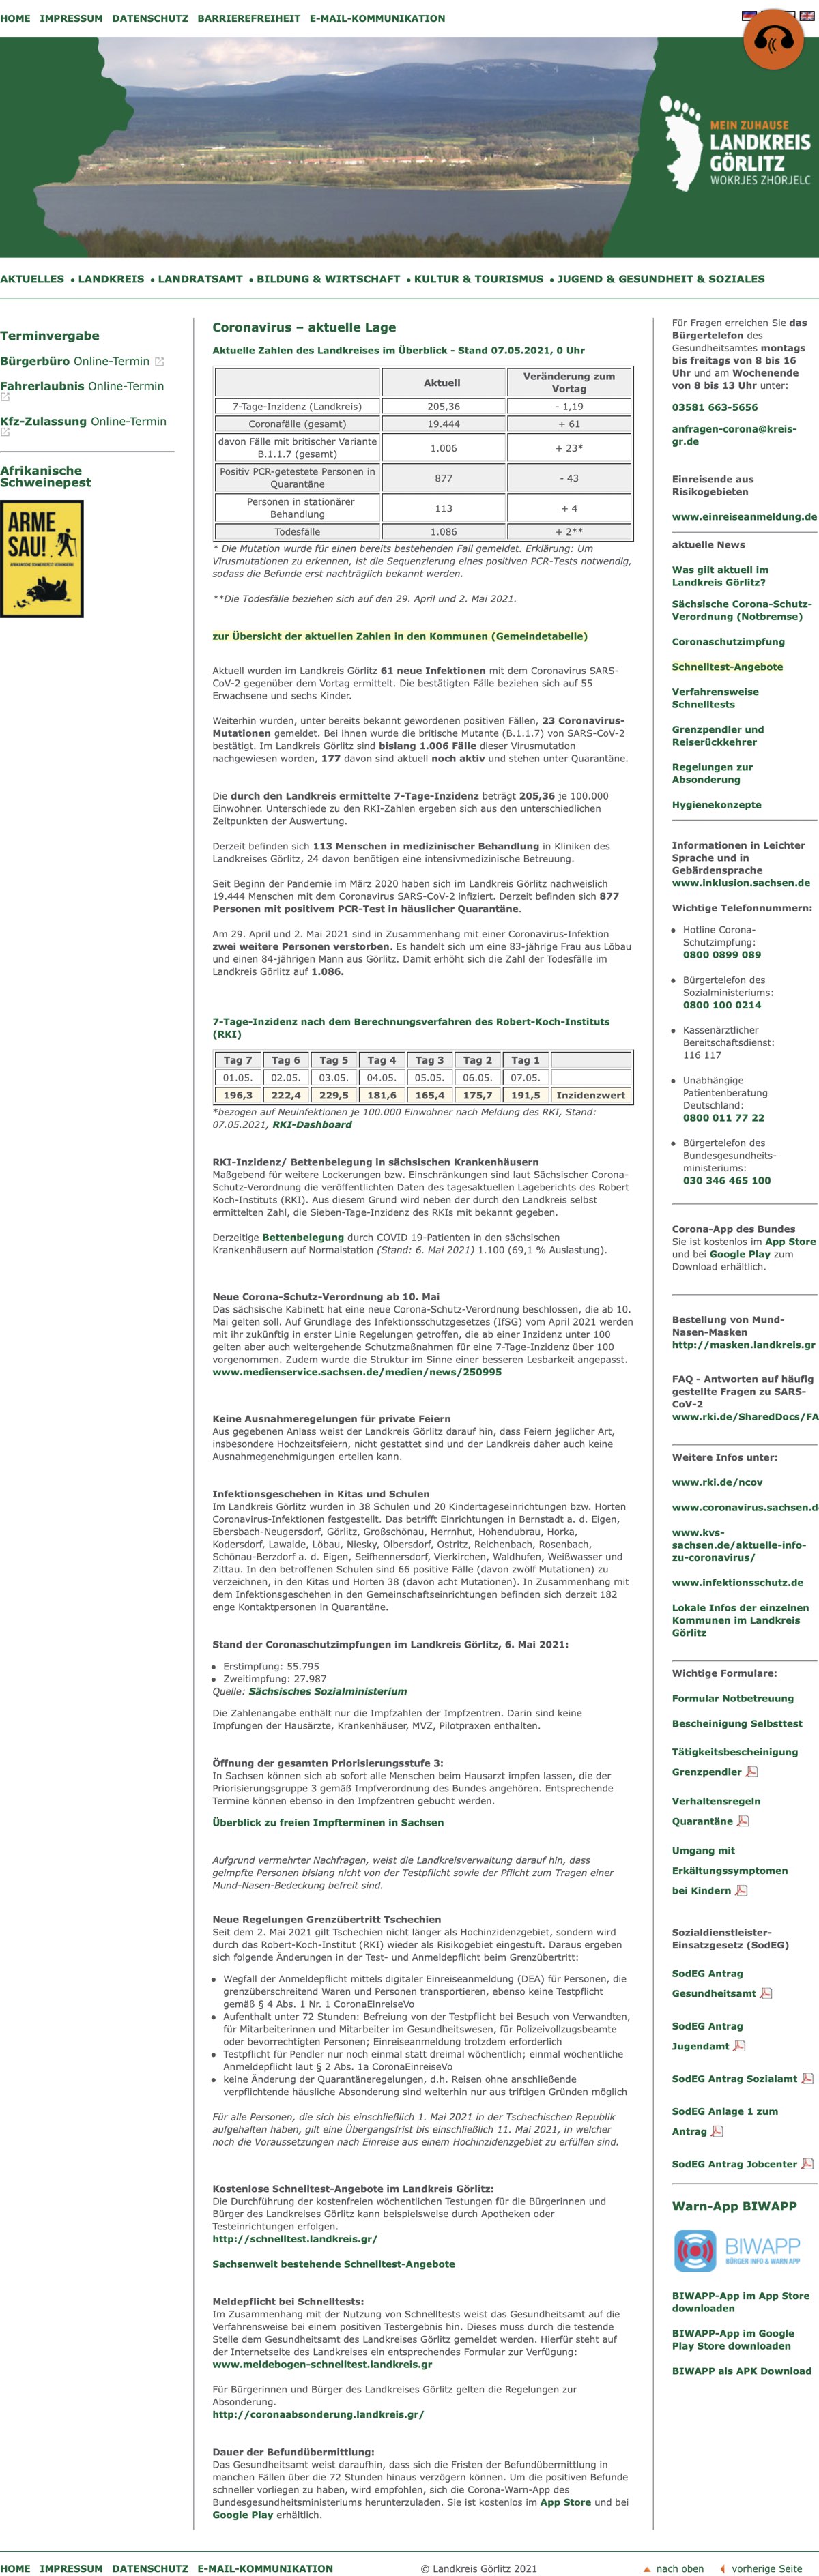 HOME IMPRESSUM DATENSCHUTZ BARRIEREFREIHEIT E-MAIL-KOMMUNIKATION
MEIN ZUHAUSE
LANDKREIS
GÖRLITZ
WOKRJES ZHORJELC
AKTUELLES • LANDKREIS • LANDRATSAMT • BILDUNG & WIRTSCHAFT • KULTUR & TOURISMUS • JUGEND & GESUNDHEIT & SOZIALES
Terminvergabe
Bürgerbüro Online-Termin
Fahrerlaubnis Online-Termin
Kfz-Zulassung Online-Termin
Afrikanische
Schweinepest
ARME
SAU!
Coronavirus – aktuelle Lage
Aktuelle Zahlen des Landkreises im Überblick - Stand 07.05.2021, 0 Uhr
Aktuell Veränderung zum
Vortag
7-Tage-Inzidenz (Landkreis) 205,36 - 1,19
Coronafälle (gesamt) 19.444 + 61
davon Fälle mit britischer Variante
B.1.1.7 (gesamt) 1.006 + 23*
Positiv PCR-getestete Personen in
Quarantäne 877 - 43
Personen in stationärer
Behandlung 113 + 4
Todesfälle 1.086 + 2**
* Die Mutation wurde für einen bereits bestehenden Fall gemeldet. Erklärung: Um
Virusmutationen zu erkennen, ist die Sequenzierung eines positiven PCR-Tests notwendig,
sodass die Befunde erst nachträglich bekannt werden.
**Die Todesfälle beziehen sich auf den 29. April und 2. Mai 2021.
zur Übersicht der aktuellen Zahlen in den Kommunen (Gemeindetabelle)
Aktuell wurden im Landkreis Görlitz 61 neue Infektionen mit dem Coronavirus SARS-
CoV-2 gegenüber dem Vortag ermittelt. Die bestätigten Fälle beziehen sich auf 55
Erwachsene und sechs Kinder.
Weiterhin wurden, unter bereits bekannt gewordenen positiven Fällen, 23 Coronavirus-
Mutationen gemeldet. Bei ihnen wurde die britische Mutante (B.1.1.7) von SARS-CoV-2
bestätigt. Im Landkreis Görlitz sind bislang 1.006 Fälle dieser Virusmutation
nachgewiesen worden, 177 davon sind aktuell noch aktiv und stehen unter Quarantäne.
Die durch den Landkreis ermittelte 7-Tage-Inzidenz beträgt 205,36 je 100.000
Einwohner. Unterschiede zu den RKI-Zahlen ergeben sich aus den unterschiedlichen
Zeitpunkten der Auswertung.
Derzeit befinden sich 113 Menschen in medizinischer Behandlung in Kliniken des
Landkreises Görlitz, 24 davon benötigen eine intensivmedizinische Betreuung.
Seit Beginn der Pandemie im März 2020 haben sich im Landkreis Görlitz nachweislich
19.444 Menschen mit dem Coronavirus SARS-CoV-2 infiziert. Derzeit befinden sich 877
Personen mit positivem PCR-Test in häuslicher Quarantäne.
Am 29. April und 2. Mai 2021 sind in Zusammenhang mit einer Coronavirus-Infektion
zwei weitere Personen verstorben. Es handelt sich um eine 83-jährige Frau aus Löbau
und einen 84-jährigen Mann aus Görlitz. Damit erhöht sich die Zahl der Todesfälle im
Landkreis Görlitz auf 1.086.
7-Tage-Inzidenz nach dem Berechnungsverfahren des Robert-Koch-Instituts
(RKI)
Tag 7 Tag 6 Tag 5 Tag 4 Tag 3 Tag 2 Tag 1
01.05. 02.05. 03.05. 04.05. 05.05. 06.05. 07.05.
196,3 222,4 229,5 181,6 165,4 175,7 191,5 Inzidenzwert
*bezogen auf Neuinfektionen je 100.000 Einwohner nach Meldung des RKI, Stand:
07.05.2021, RKI-Dashboard
RKI-Inzidenz/ Bettenbelegung in sächsischen Krankenhäusern
Maßgebend für weitere Lockerungen bzw. Einschränkungen sind laut Sächsischer Corona-
Schutz-Verordnung die veröffentlichten Daten des tagesaktuellen Lageberichts des Robert
Koch-Instituts (RKI). Aus diesem Grund wird neben der durch den Landkreis selbst
ermittelten Zahl, die Sieben-Tage-Inzidenz des RKIs mit bekannt gegeben.
Derzeitige Bettenbelegung durch COVID 19-Patienten in den sächsischen
Krankenhäusern auf Normalstation (Stand: 6. Mai 2021) 1.100 (69,1 % Auslastung).
Neue Corona-Schutz-Verordnung ab 10. Mai
Das sächsische Kabinett hat eine neue Corona-Schutz-Verordnung beschlossen, die ab 10.
Mai gelten soll. Auf Grundlage des Infektionsschutzgesetzes (IfSG) vom April 2021 werden
mit ihr zukünftig in erster Linie Regelungen getroffen, die ab einer Inzidenz unter 100
gelten aber auch weitergehende Schutzmaßnahmen für eine 7-Tage-Inzidenz über 100
vorgenommen. Zudem wurde die Struktur im Sinne einer besseren Lesbarkeit angepasst.
www.medienservice.sachsen.de/medien/news/250995
Keine Ausnahmeregelungen für private Feiern
Aus gegebenen Anlass weist der Landkreis Görlitz darauf hin, dass Feiern jeglicher Art,
insbesondere Hochzeitsfeiern, nicht gestattet sind und der Landkreis daher auch keine
Ausnahmegenehmigungen erteilen kann.
Infektionsgeschehen in Kitas und Schulen
Im Landkreis Görlitz wurden in 38 Schulen und 20 Kindertageseinrichtungen bzw. Horten
Coronavirus-Infektionen festgestellt. Das betrifft Einrichtungen in Bernstadt a. d. Eigen,
Ebersbach-Neugersdorf, Görlitz, Großschönau, Herrnhut, Hohendubrau, Horka,
Kodersdorf, Lawalde, Löbau, Niesky, Olbersdorf, Ostritz, Reichenbach, Rosenbach,
Schönau-Berzdorf a. d. Eigen, Seifhennersdorf, Vierkirchen, Waldhufen, Weißwasser und
Zittau. In den betroffenen Schulen sind 66 positive Fälle (davon zwölf Mutationen) zu
verzeichnen, in den Kitas und Horten 38 (davon acht Mutationen). In Zusammenhang mit
dem Infektionsgeschehen in den Gemeinschaftseinrichtungen befinden sich derzeit 182
enge Kontaktpersonen in Quarantäne.
Stand der Coronaschutzimpfungen im Landkreis Görlitz, 6. Mai 2021:
• Erstimpfung: 55.795
• Zweitimpfung: 27.987
Quelle: Sächsisches Sozialministerium
Die Zahlenangabe enthält nur die Impfzahlen der Impfzentren. Darin sind keine
Impfungen der Hausärzte, Krankenhäuser, MVZ, Pilotpraxen enthalten.
Öffnung der gesamten Priorisierungsstufe 3:
In Sachsen können sich ab sofort alle Menschen beim Hausarzt impfen lassen, die der
Priorisierungsgruppe 3 gemäß Impfverordnung des Bundes angehören. Entsprechende
Termine können ebenso in den Impfzentren gebucht werden.
Überblick zu freien Impfterminen in Sachsen
Aufgrund vermehrter Nachfragen, weist die Landkreisverwaltung darauf hin, dass
geimpfte Personen bislang nicht von der Testpflicht sowie der Pflicht zum Tragen einer
Mund-Nasen-Bedeckung befreit sind.
Neue Regelungen Grenzübertritt Tschechien
Seit dem 2. Mai 2021 gilt Tschechien nicht länger als Hochinzidenzgebiet, sondern wird
durch das Robert-Koch-Institut (RKI) wieder als Risikogebiet eingestuft. Daraus ergeben
sich folgende Änderungen in der Test- und Anmeldepflicht beim Grenzübertritt:
• Wegfall der Anmeldepflicht mittels digitaler Einreiseanmeldung (DEA) für Personen, die
grenzüberschreitend Waren und Personen transportieren, ebenso keine Testpflicht
gemäß § 4 Abs. 1 Nr. 1 CoronaEinreiseVo
• Aufenthalt unter 72 Stunden: Befreiung von der Testpflicht bei Besuch von Verwandten,
für Mitarbeiterinnen und Mitarbeiter im Gesundheitswesen, für Polizeivollzugsbeamte
oder bevorrechtigten Personen; Einreiseanmeldung trotzdem erforderlich
• Testpflicht für Pendler nur noch einmal statt dreimal wöchentlich; einmal wöchentliche
Anmeldepflicht laut § 2 Abs. 1a CoronaEinreiseVo
• keine Änderung der Quarantäneregelungen, d.h. Reisen ohne anschließende
verpflichtende häusliche Absonderung sind weiterhin nur aus triftigen Gründen möglich
Für alle Personen, die sich bis einschließlich 1. Mai 2021 in der Tschechischen Republik
aufgehalten haben, gilt eine Übergangsfrist bis einschließlich 11. Mai 2021, in welcher
noch die Voraussetzungen nach Einreise aus einem Hochinzidenzgebiet zu erfüllen sind.
Kostenlose Schnelltest-Angebote im Landkreis Görlitz:
Die Durchführung der kostenfreien wöchentlichen Testungen für die Bürgerinnen und
Bürger des Landkreises Görlitz kann beispielsweise durch Apotheken oder
Testeinrichtungen erfolgen.
http://schnelltest.landkreis.gr/
Sachsenweit bestehende Schnelltest-Angebote
Meldepflicht bei Schnelltests:
Im Zusammenhang mit der Nutzung von Schnelltests weist das Gesundheitsamt auf die
Verfahrensweise bei einem positiven Testergebnis hin. Dieses muss durch die testende
Stelle dem Gesundheitsamt des Landkreises Görlitz gemeldet werden. Hierfür steht auf
der Internetseite des Landkreises ein entsprechendes Formular zur Verfügung:
www.meldebogen-schnelltest.landkreis.gr
Für Bürgerinnen und Bürger des Landkreises Görlitz gelten die Regelungen zur
Absonderung.
http://coronaabsonderung.landkreis.gr/
Dauer der Befundübermittlung:
Das Gesundheitsamt weist daraufhin, dass sich die Fristen der Befundübermittlung in
manchen Fällen über die 72 Stunden hinaus verzögern können. Um die positiven Befunde
schneller vorliegen zu haben, wird empfohlen, sich die Corona-Warn-App des
Bundesgesundheitsministeriums herunterzuladen. Sie ist kostenlos im App Store und bei
Google Play erhältlich.
Für Fragen erreichen Sie das
Bürgertelefon des
Gesundheitsamtes montags
bis freitags von 8 bis 16
Uhr und am Wochenende
von 8 bis 13 Uhr unter:
03581 663-5656
anfragen-corona@kreis-
gr.de
Einreisende aus
Risikogebieten
www.einreiseanmeldung.de
aktuelle News
Was gilt aktuell im
Landkreis Görlitz?
Sächsische Corona-Schutz-
Verordnung (Notbremse)
Coronaschutzimpfung
Schnelltest-Angebote
Verfahrensweise
Schnelltests
Grenzpendler und
Reiserückkehrer
Regelungen zur
Absonderung
Hygienekonzepte
Informationen in Leichter
Sprache und in
Gebärdensprache
www.inklusion.sachsen.de
Wichtige Telefonnummern:
• Hotline Corona-
Schutzimpfung:
0800 0899 089
• Bürgertelefon des
Sozialministeriums:
0800 100 0214
• Kassenärztlicher
Bereitschaftsdienst:
116 117
• Unabhängige
Patientenberatung
Deutschland:
0800 011 77 22
• Bürgertelefon des
Bundesgesundheits-
ministeriums:
030 346 465 100
Corona-App des Bundes
Sie ist kostenlos im App Store
und bei Google Play zum
Download erhältlich.
Bestellung von Mund-
Nasen-Masken
http://masken.landkreis.gr
FAQ - Antworten auf häufig
gestellte Fragen zu SARS-
CoV-2
www.rki.de/SharedDocs/FA
Weitere Infos unter:
www.rki.de/ncov
www.coronavirus.sachsen.d
www.kvs-
sachsen.de/aktuelle-info-
zu-coronavirus/
www.infektionsschutz.de
Lokale Infos der einzelnen
Kommunen im Landkreis
Görlitz
Wichtige Formulare:
Formular Notbetreuung
Bescheinigung Selbsttest
Tätigkeitsbescheinigung
Grenzpendler
Verhaltensregeln
Quarantäne
Umgang mit
Erkältungssymptomen
bei Kindern
Sozialdienstleister-
Einsatzgesetz (SodEG)
SodEG Antrag
Gesundheitsamt
SodEG Antrag
Jugendamt
SodEG Antrag Sozialamt
SodEG Anlage 1 zum
Antrag
SodEG Antrag Jobcenter
Warn-App BIWAPP
BIWAPP
BÜRGER INFO & WARN APP
BIWAPP-App im App Store
downloaden
BIWAPP-App im Google
Play Store downloaden
BIWAPP als APK Download
HOME IMPRESSUM DATENSCHUTZ E-MAIL-KOMMUNIKATION © Landkreis Görlitz 2021 nach oben vorherige Seite